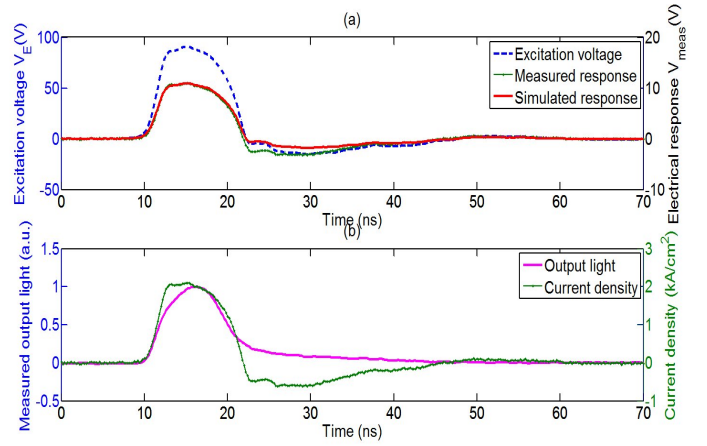 (a)
Excitation voltage V_E(V)
100
50
0
-50
Excitation voltage
Measured response
Simulated response
20
10
0
-10
Electrical response V_meas(V)
0 10 20 30 40 50 60 70
Time (ns)
(b)
Measured output light (a.u.)
1.5
1
0.5
0
-0.5
Output light
Current density
3
2
1
0
-1
Current density (kA/cm²)
0 10 20 30 40 50 60 70
Time (ns)